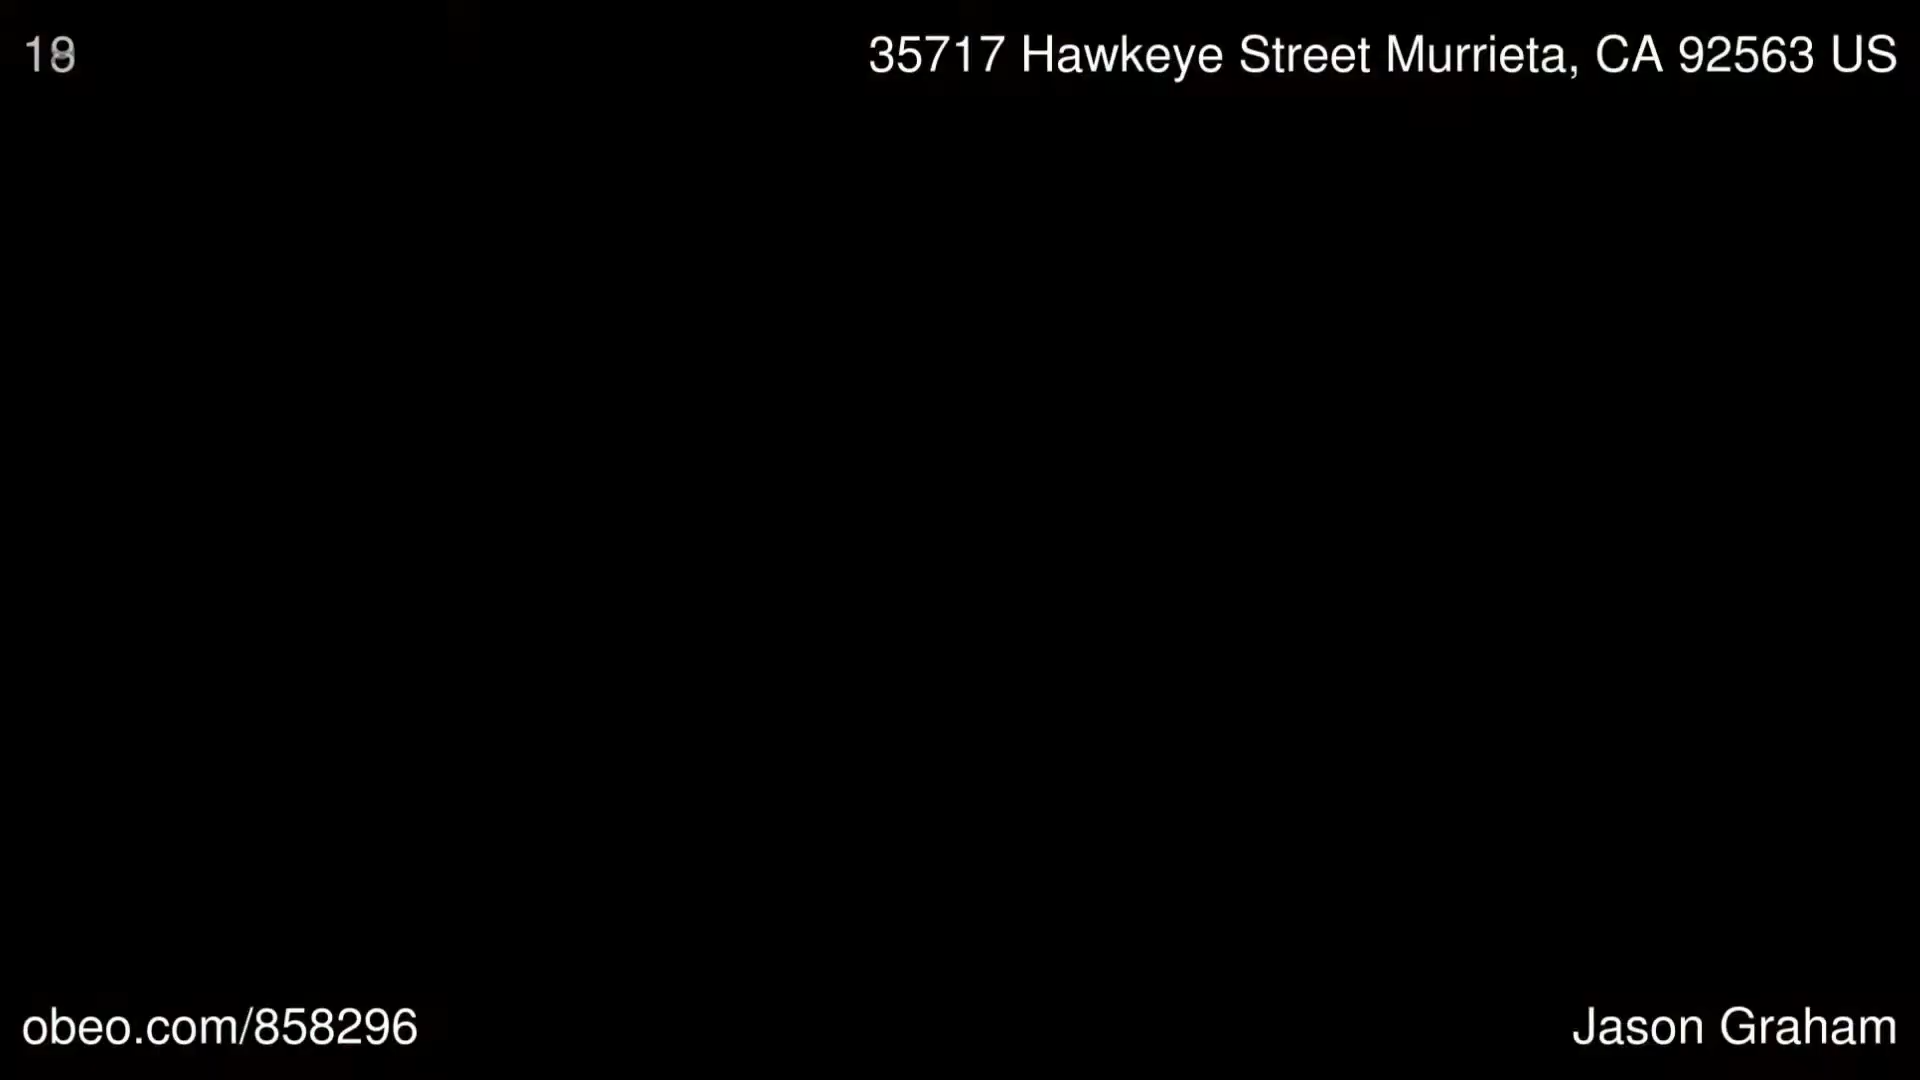 35717 Hawkeye Street Murrieta, CA 92563 US
obeo.com/858296
Jason Graham